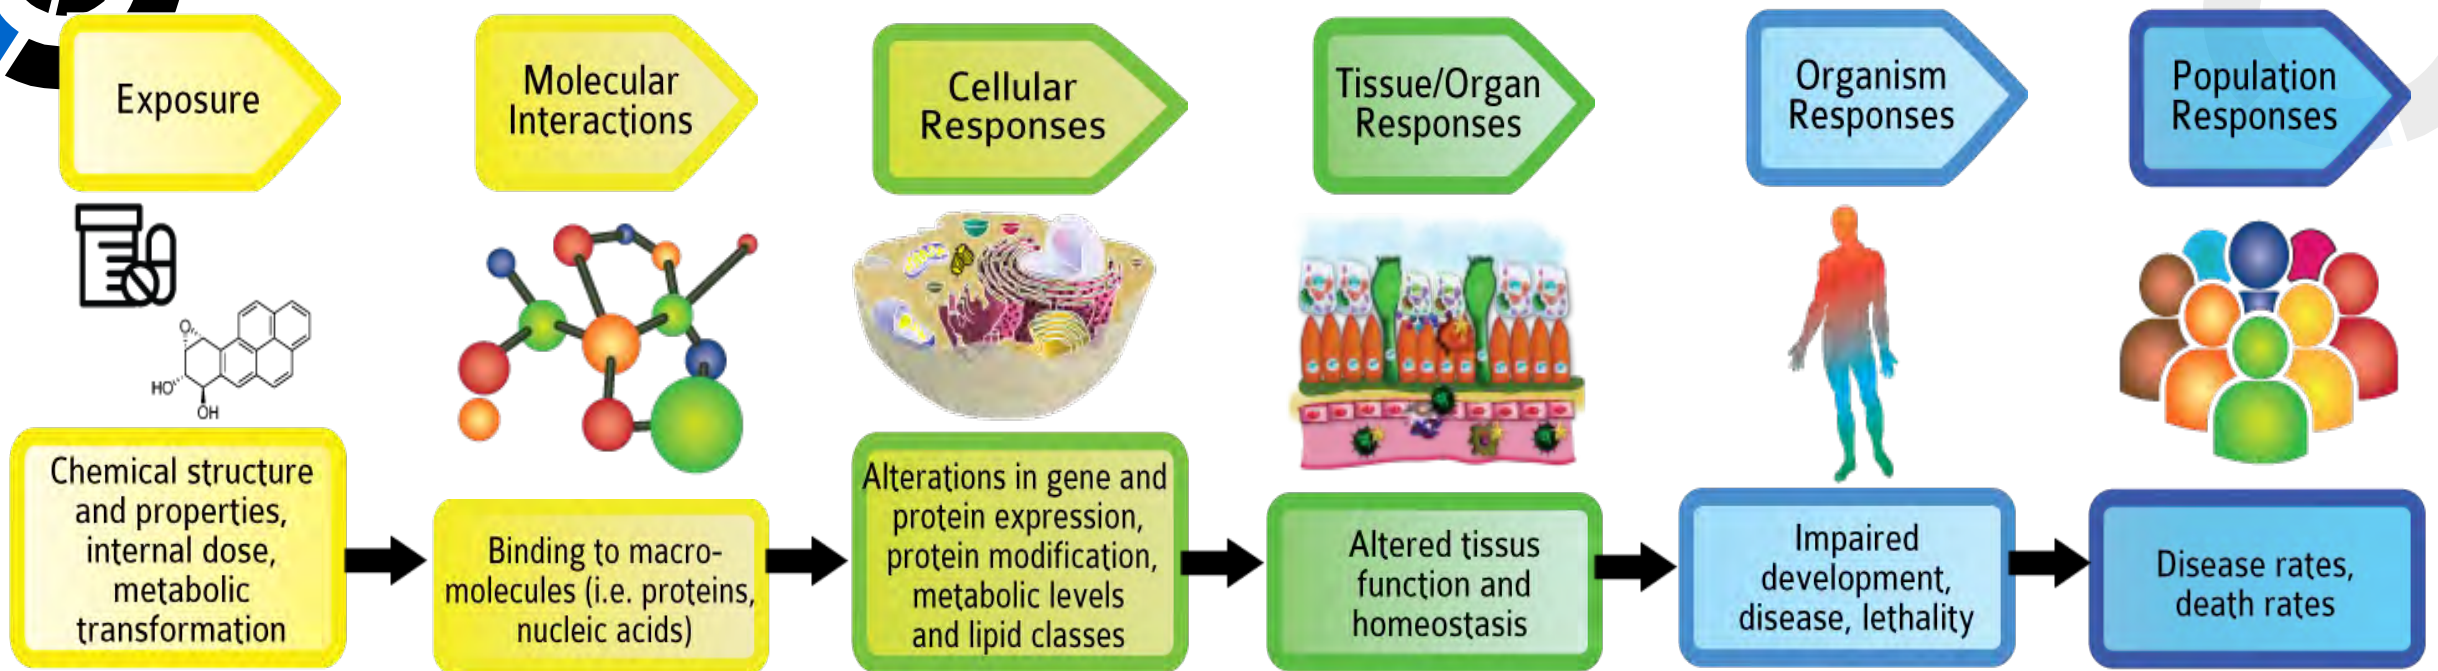 Exposure
Molecular
Interactions
Cellular
Responses
Tissue/Organ
Responses
Organism
Responses
Population
Responses
O
HO
OH
Chemical structure
and properties,
internal dose,
metabolic
transformation
Binding to macro-
molecules (i.e. proteins,
nucleic acids)
Alterations in gene and
protein expression,
protein modification,
metabolic levels
and lipid classes
Altered tissus
function and
homeostasis
Impaired
development,
disease, lethality
Disease rates,
death rates